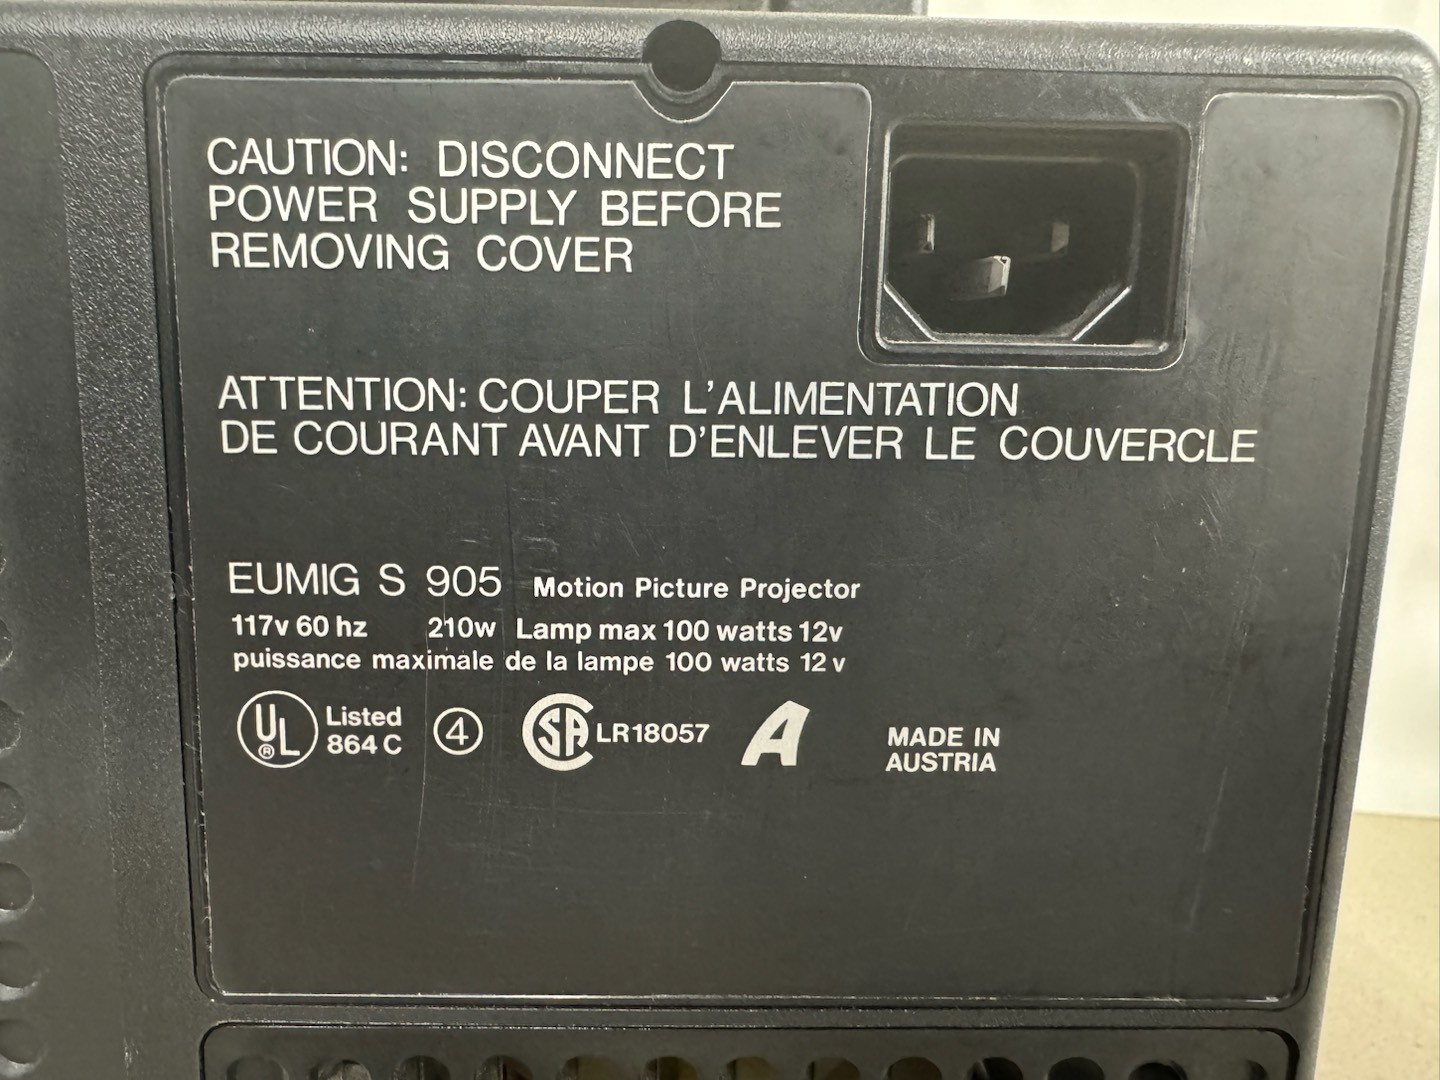 CAUTION: DISCONNECT
POWER SUPPLY BEFORE
REMOVING COVER
ATTENTION: COUPER L'ALIMENTATION
DE COURANT AVANT D'ENLEVER LE COUVERCLE
EUMIG S 905 Motion Picture Projector
117v 60 hz 210w Lamp max 100 watts 12v
puissance maximale de la lampe 100 watts 12 v
UL ® Listed 864 C 4 CSA LR18057 A MADE IN AUSTRIA